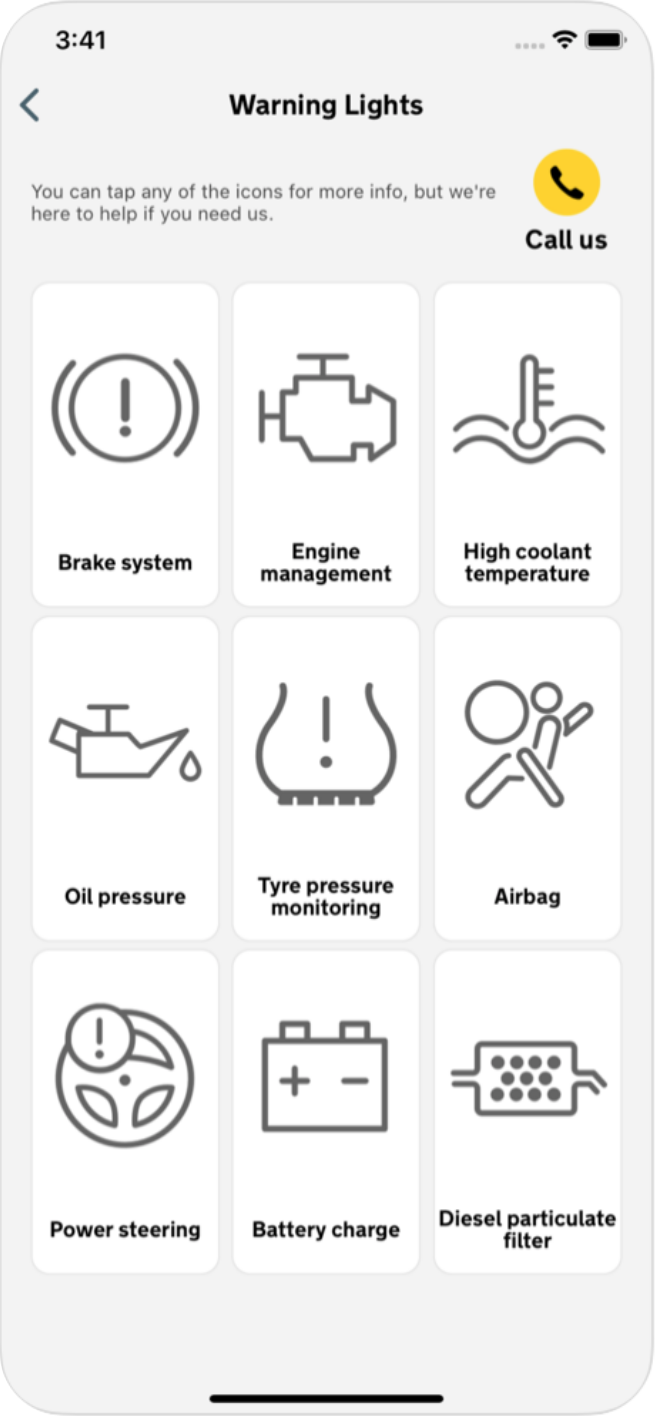 3:41
Warning Lights
You can tap any of the icons for more info, but we're
here to help if you need us.
Call us
Brake system
Engine
management
High coolant
temperature
Oil pressure
Tyre pressure
monitoring
Airbag
Power steering
Battery charge
Diesel particulate
filter